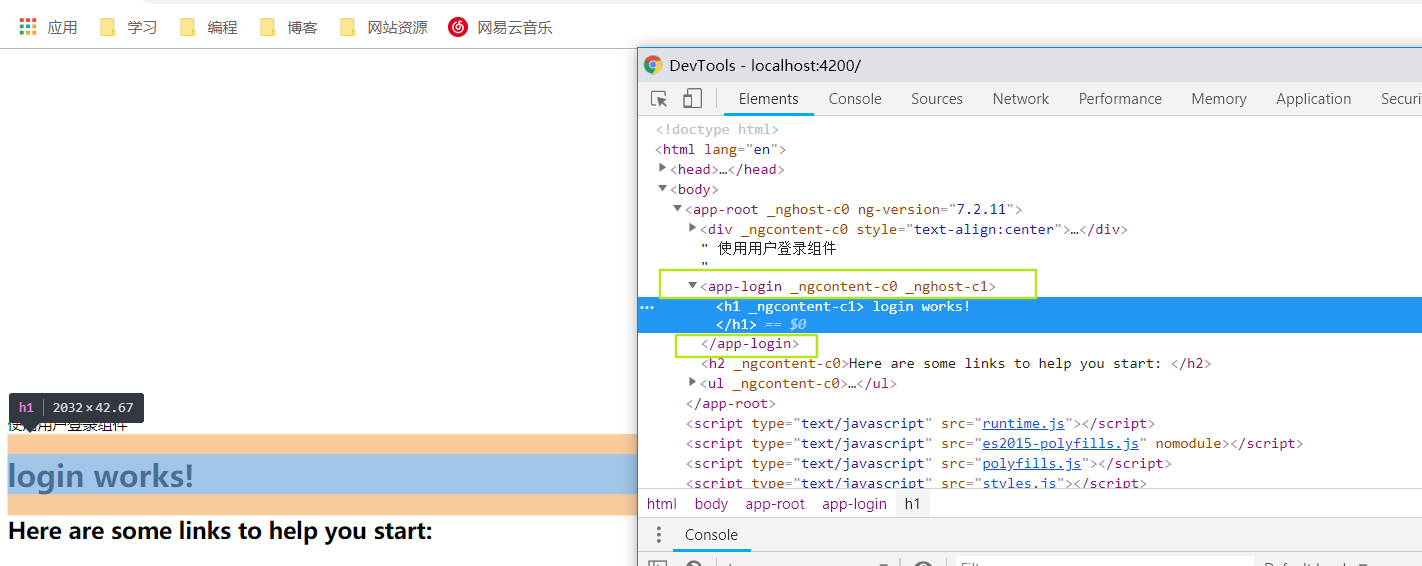 应用 学习 编程 博客 网站资源 网易云音乐
DevTools - localhost:4200/
Elements Console Sources Network Performance Memory Application Securi
<!doctype html>
<html lang="en">
<head>…</head>
<body>
<app-root _nghost-c0 ng-version="7.2.11">
<div _ngcontent-c0 style="text-align:center">…</div>
" 使用用户登录组件
"
<app-login _ngcontent-c0 _nghost-c1>
<h1 _ngcontent-c1> login works!
</h1> == $0
</app-login>
<h2 _ngcontent-c0>Here are some links to help you start: </h2>
<ul _ngcontent-c0>…</ul>
</app-root>
<script type="text/javascript" src="runtime.js"></script>
<script type="text/javascript" src="es2015-polyfills.js" nomodule></script>
<script type="text/javascript" src="polyfills.js"></script>
<script type="text/javascript" src="styles.js"></script>
html body app-root app-login h1
Console
h1 2032×42.67
使用用户登录组件
login works!
Here are some links to help you start: